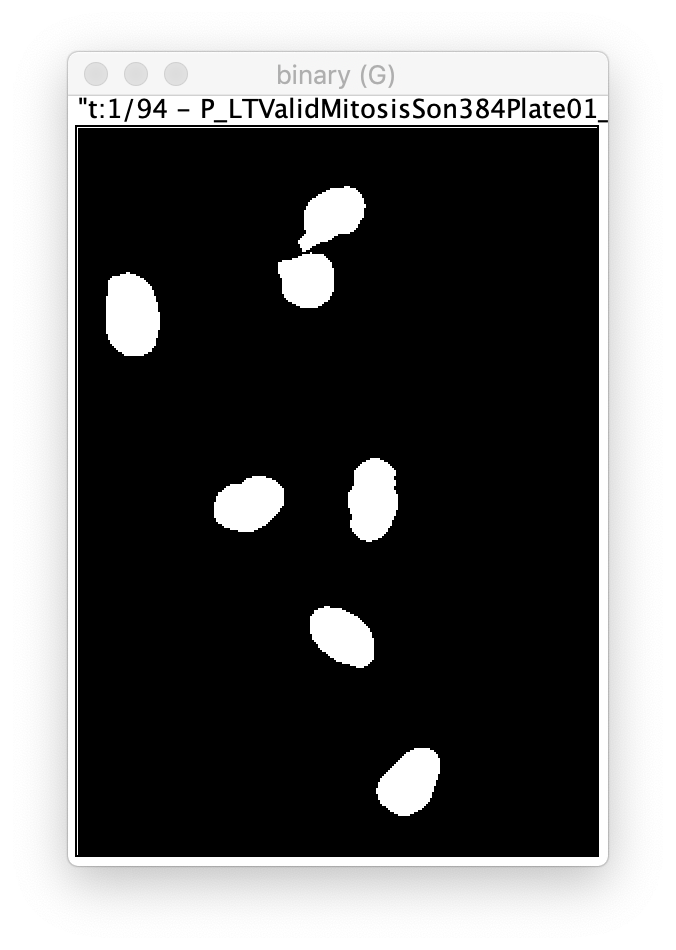 binary (G)
"t:1/94 – P_LTValidMitosisSon384Plate01_